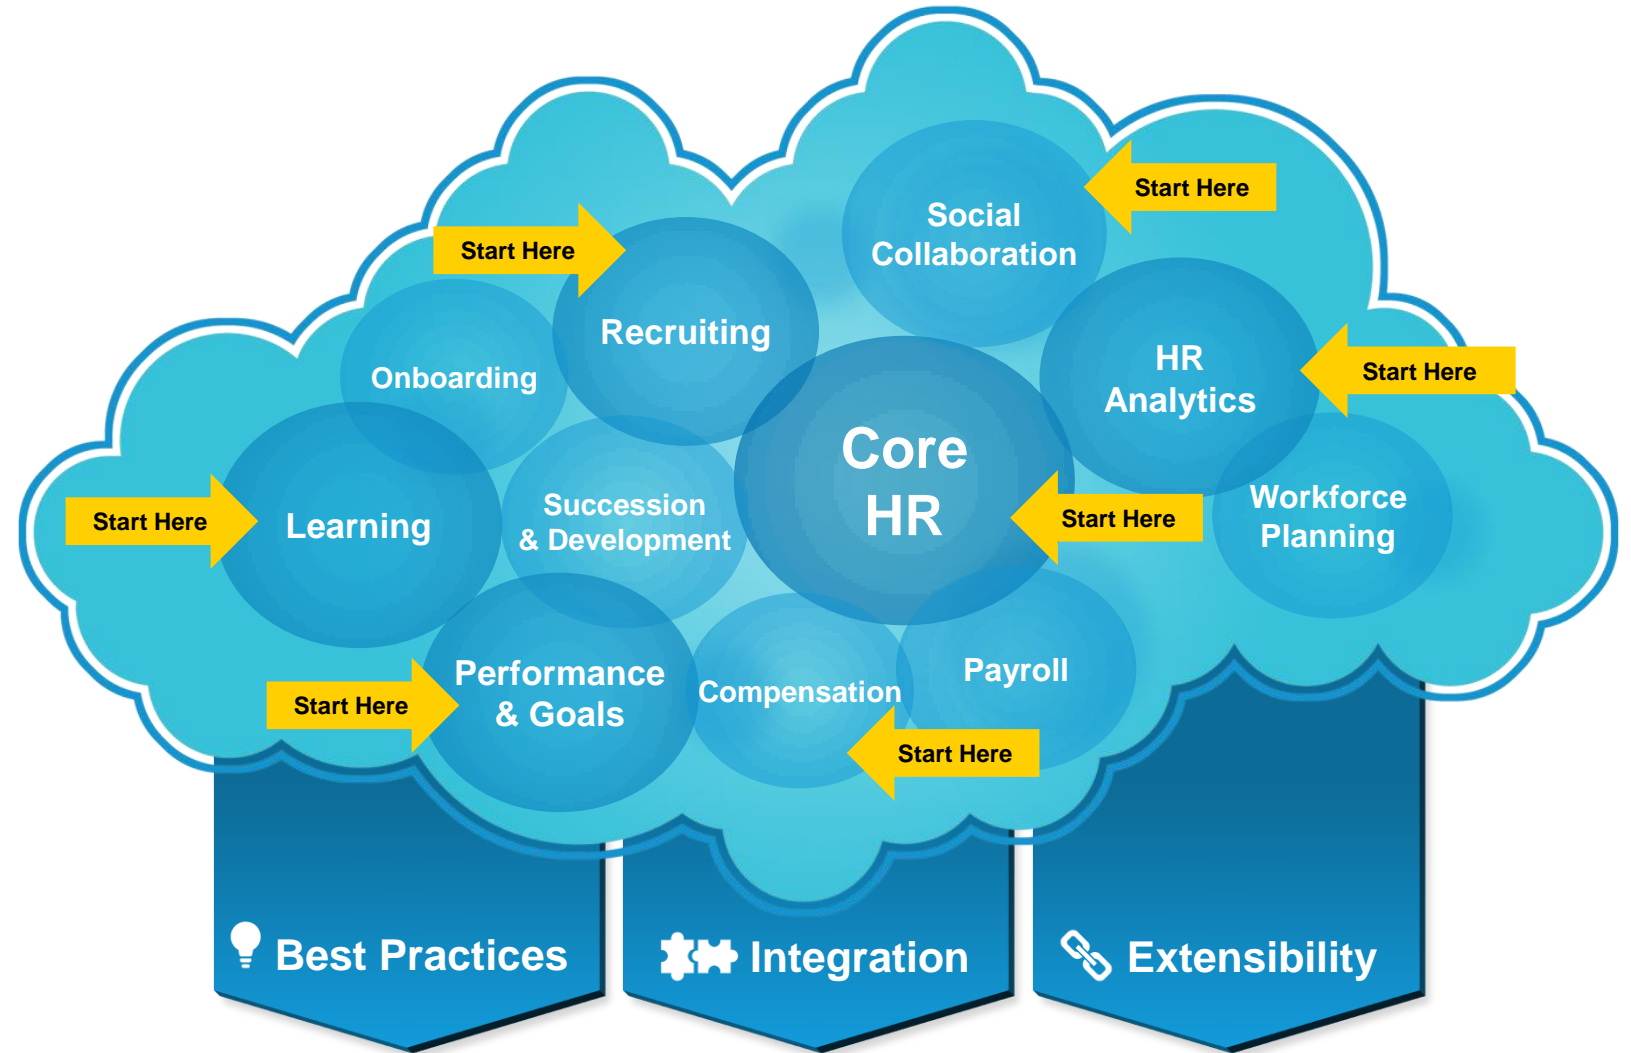 Start Here
Social
Collaboration
Start Here
Recruiting
HR
Analytics
Start Here
Onboarding
Core
HR
Start Here
Learning
Succession
& Development
Start Here
Workforce
Planning
Performance
& Goals
Start Here
Compensation
Payroll
Start Here
Best Practices
Integration
Extensibility